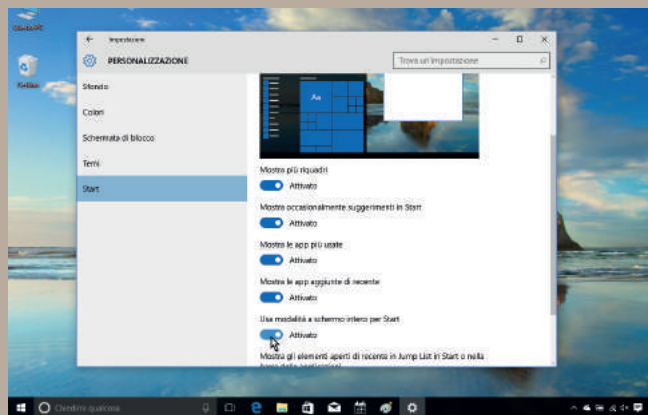 Impostazioni
PERSONALIZZAZIONE
Trova un'impostazione
Sfondo
Colori
Schermata di blocco
Temi
Start
Aa
Mostra più riquadri
Attivato
Mostra occasionalmente suggerimenti in Start
Attivato
Mostra le app più usate
Attivato
Mostra le app aggiunte di recente
Attivato
Usa modalità a schermo intero per Start
Attivato
Mostra gli elementi aperti di recente in Jump List in Start o nella
barra delle applicazioni
Chiedimi qualcosa